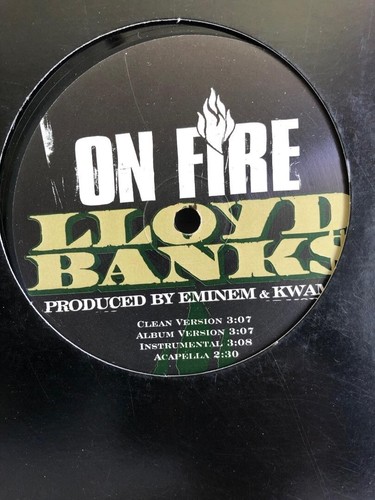 ON FIRE
LLOYD
BANKS
PRODUCED BY EMINEM & KWAM
CLEAN VERSION 3:07
ALBUM VERSION 3:07
INSTRUMENTAL 3:08
ACAPELLA 2:30